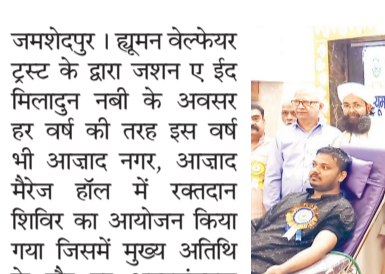 जमशेदपुर । ह्यूमन वेल्फेयर
ट्रस्ट के द्वारा जशन ए ईद
मिलादुन नबी के अवसर
हर वर्ष की तरह इस वर्ष
भी आज़ाद नगर, आज़ाद
मैरेज हॉल में रक्तदान
शिविर का आयोजन किया
गया जिसमें मुख्य अतिथि